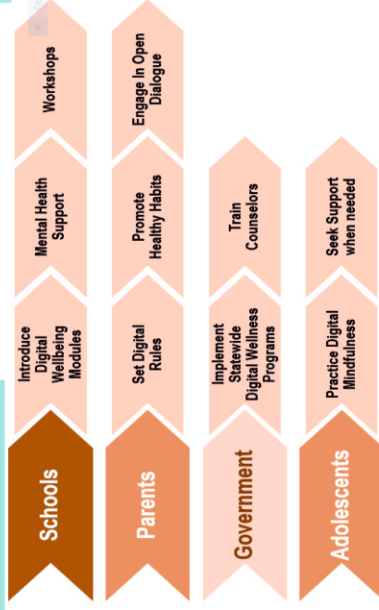 Schools
Introduce
Digital
Wellbeing
Modules
Mental Health
Support
Workshops
Parents
Set Digital
Rules
Promote
Healthy Habits
Engage In Open
Dialogue
Government
Implement
Statewide
Digital Wellness
Programs
Train
Counselors
Adolescents
Practice Digital
Mindfulness
Seek Support
when needed